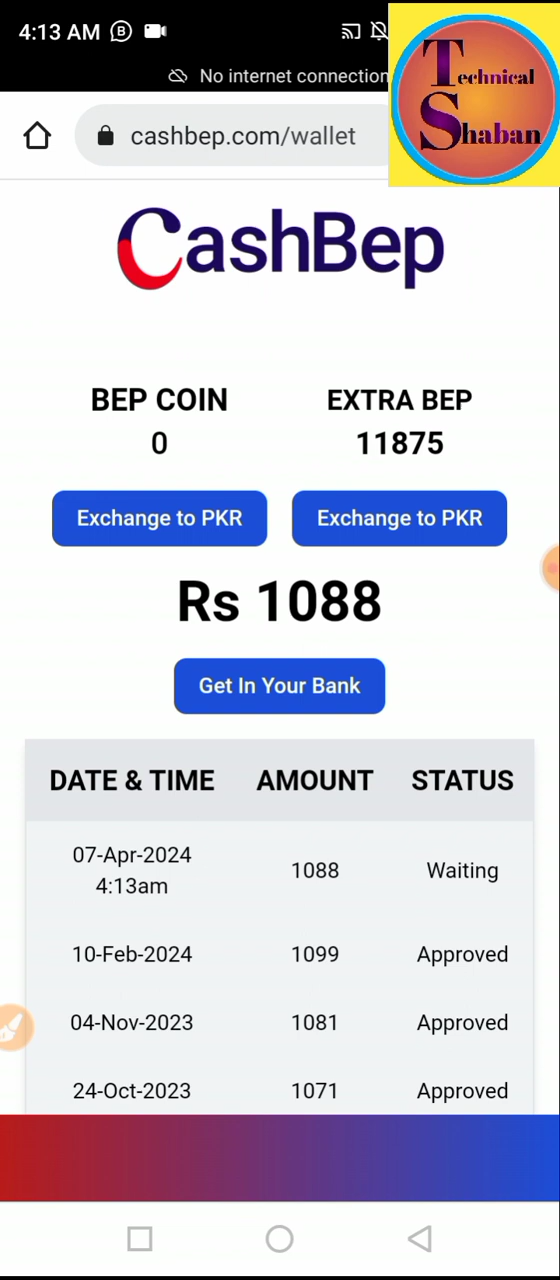 4:13 AM
No internet connection
Technical
Shaban
cashbep.com/wallet
CashBep
BEP COIN EXTRA BEP
0 11875
Exchange to PKR Exchange to PKR
Rs 1088
Get In Your Bank
DATE & TIME AMOUNT STATUS
07-Apr-2024
4:13am 1088 Waiting
10-Feb-2024 1099 Approved
04-Nov-2023 1081 Approved
24-Oct-2023 1071 Approved